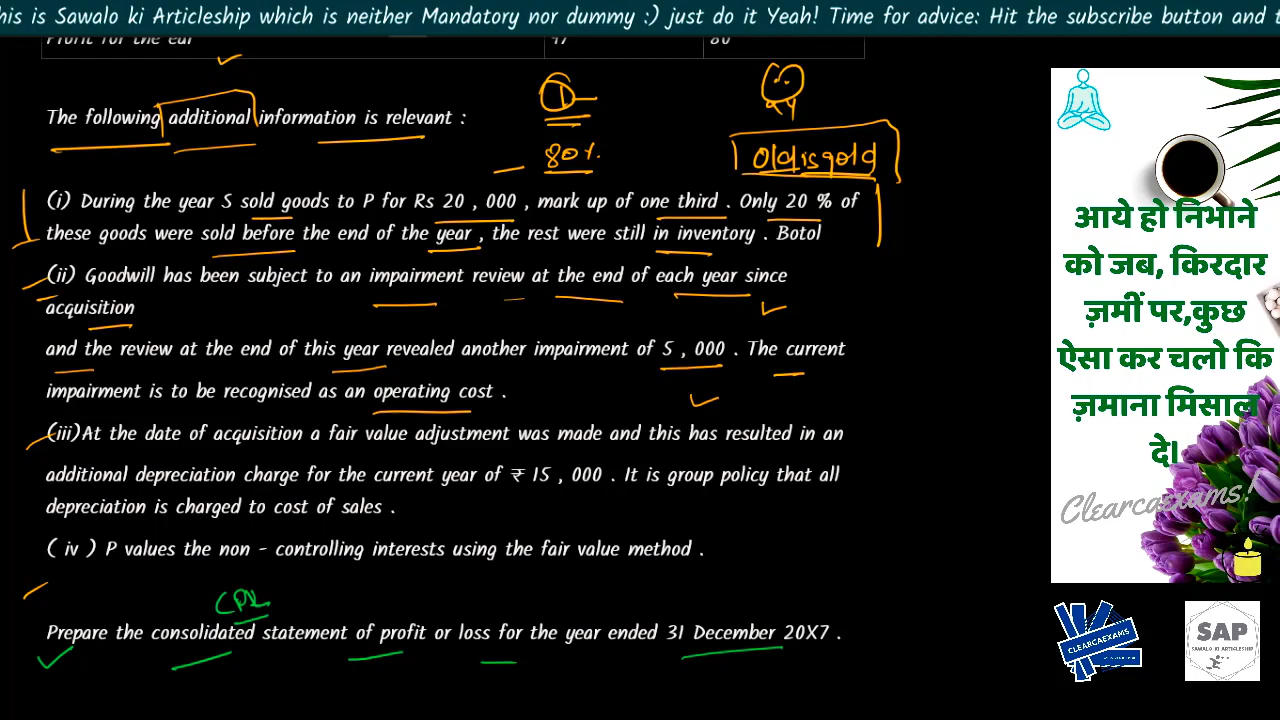 his is Sawalo ki Articleship which is neither Mandatory nor dummy :) just do it Yeah! Time for advice: Hit the subscribe button and t
Profit for the ear 47 80
The following additional information is relevant :
80%
Old is gold
(i) During the year S sold goods to P for Rs 20 , 000 , mark up of one third . Only 20 % of
these goods were sold before the end of the year , the rest were still in inventory . Botol
(ii) Goodwill has been subject to an impairment review at the end of each year since
acquisition
and the review at the end of this year revealed another impairment of 5 , 000 . The current
impairment is to be recognised as an operating cost .
(iii)At the date of acquisition a fair value adjustment was made and this has resulted in an
additional depreciation charge for the current year of ₹ 15 , 000 . It is group policy that all
depreciation is charged to cost of sales .
( iv ) P values the non - controlling interests using the fair value method .
CPL
Prepare the consolidated statement of profit or loss for the year ended 31 December 20X7 .
आये हो निभाने
को जब, किरदार
ज़मीं पर,कुछ
ऐसा कर चलो कि
ज़माना मिसाल
दे।
Clearcaexams!
CLEARCAEXAMS
SAP
SAWALO KI ARTICLESHIP